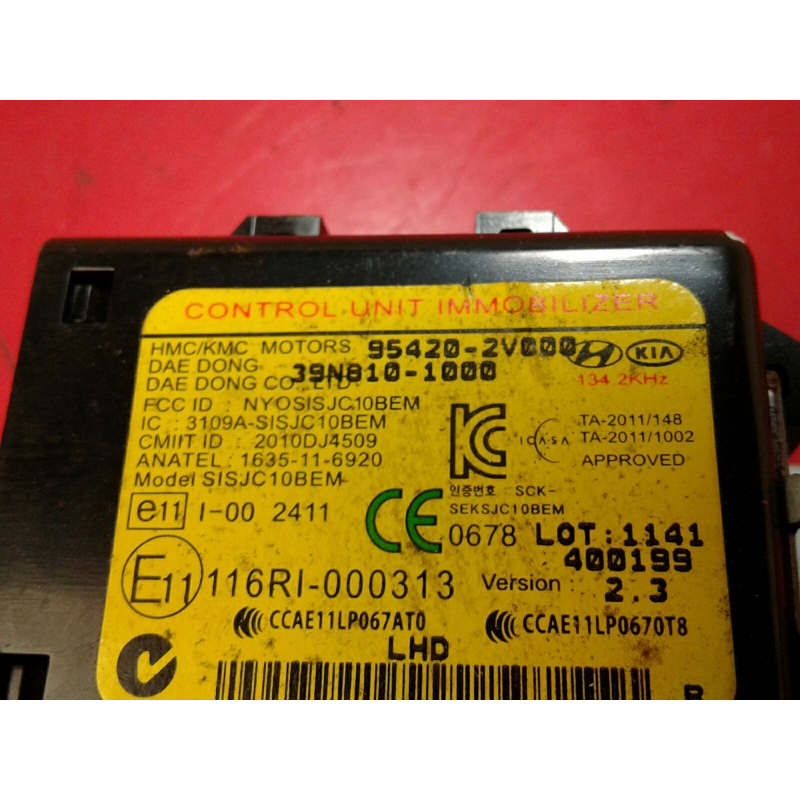 CONTROL UNIT IMMOBILIZER
HMC/KMC MOTORS 95420-2V000
KIA
DAE DONG 39NB10-1000
DAE DONG CO. LTD
134.2KHz
FCC ID : NYOSISJC10BEM
IC : 3109A-SISJC10BEM
CMIIT ID : 2010DJ4509
ANATEL : 1635-11-6920
Model SISJC10BEM
ICASA
TA-2011/148
TA-2011/1002
APPROVED
인증번호 : SCK-
SEKSJC10BEM
e11 I-00 2411
CE 0678 LOT:1141
400199
E11 116RI-000313 Version 2.3
CCAE11LP067AT0 CCAE11LP0670T8
LHD